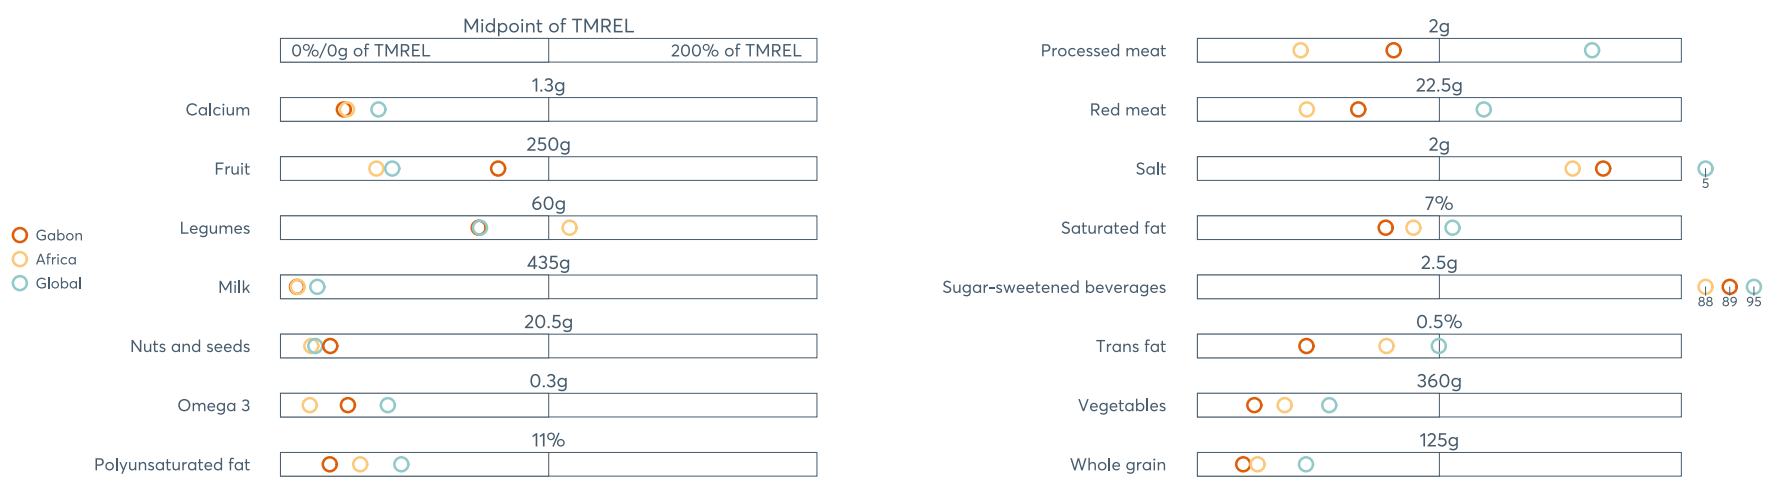 Midpoint of TMREL
0%/0g of TMREL 200% of TMREL
1.3g
Calcium
250g
Fruit
60g
Legumes
435g
Milk
20.5g
Nuts and seeds
0.3g
Omega 3
11%
Polyunsaturated fat
Gabon
Africa
Global
2g
Processed meat
22.5g
Red meat
2g
Salt
5
7%
Saturated fat
2.5g
Sugar-sweetened beverages
88 89 95
0.5%
Trans fat
360g
Vegetables
125g
Whole grain